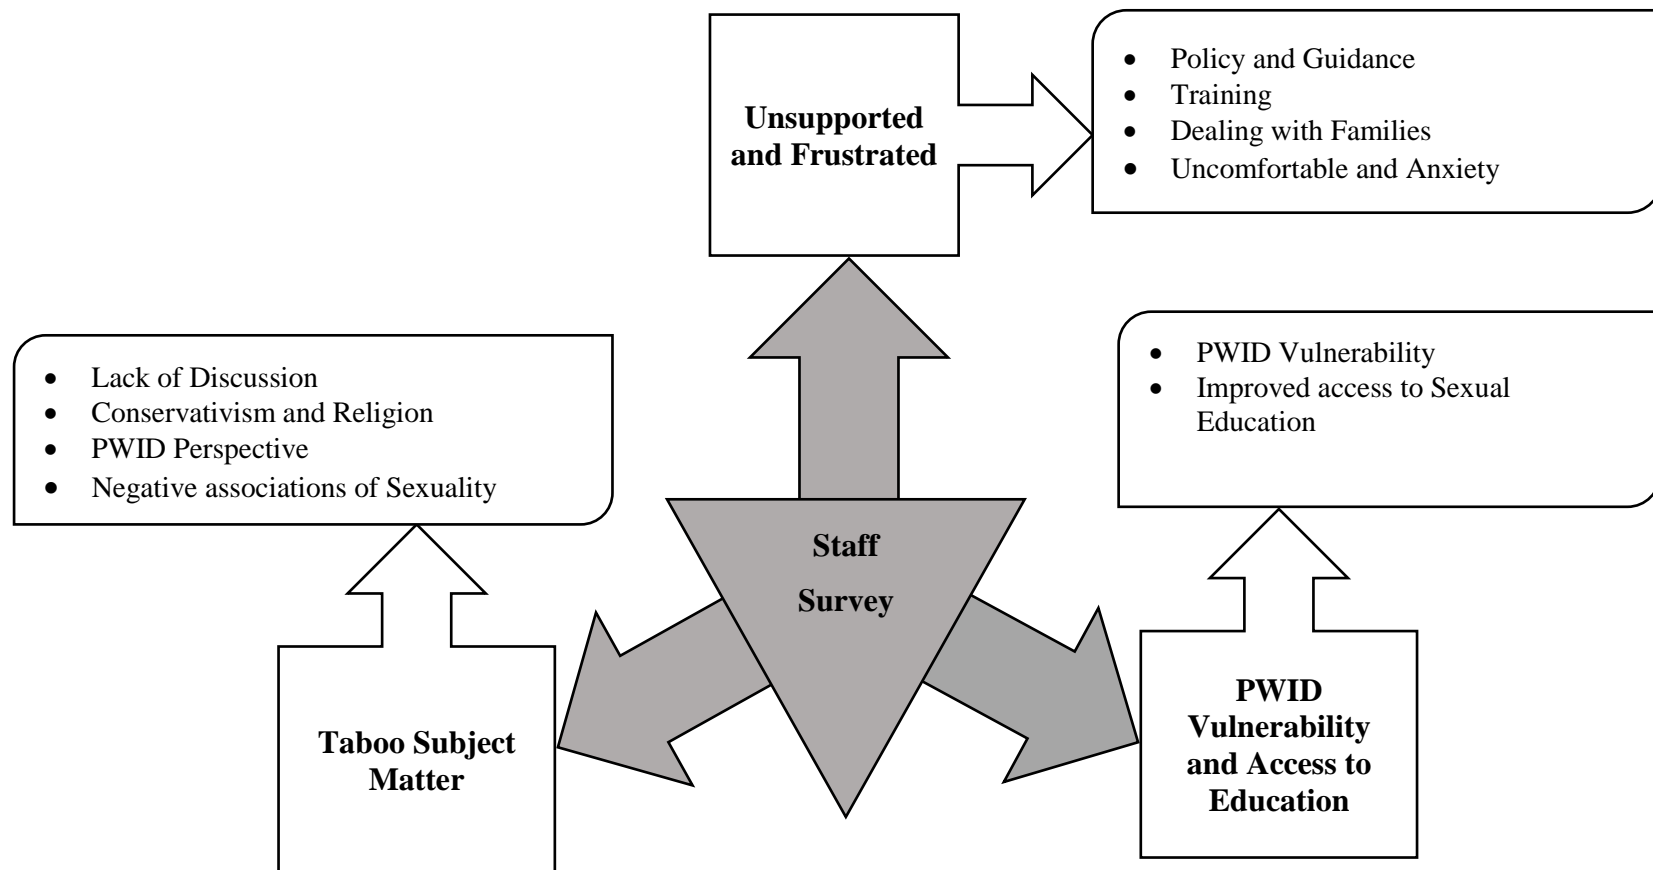 Unsupported
and Frustrated
• Policy and Guidance
• Training
• Dealing with Families
• Uncomfortable and Anxiety
• Lack of Discussion
• Conservativism and Religion
• PWID Perspective
• Negative associations of Sexuality
• PWID Vulnerability
• Improved access to Sexual
Education
Staff
Survey
Taboo Subject
Matter
PWID
Vulnerability
and Access to
Education